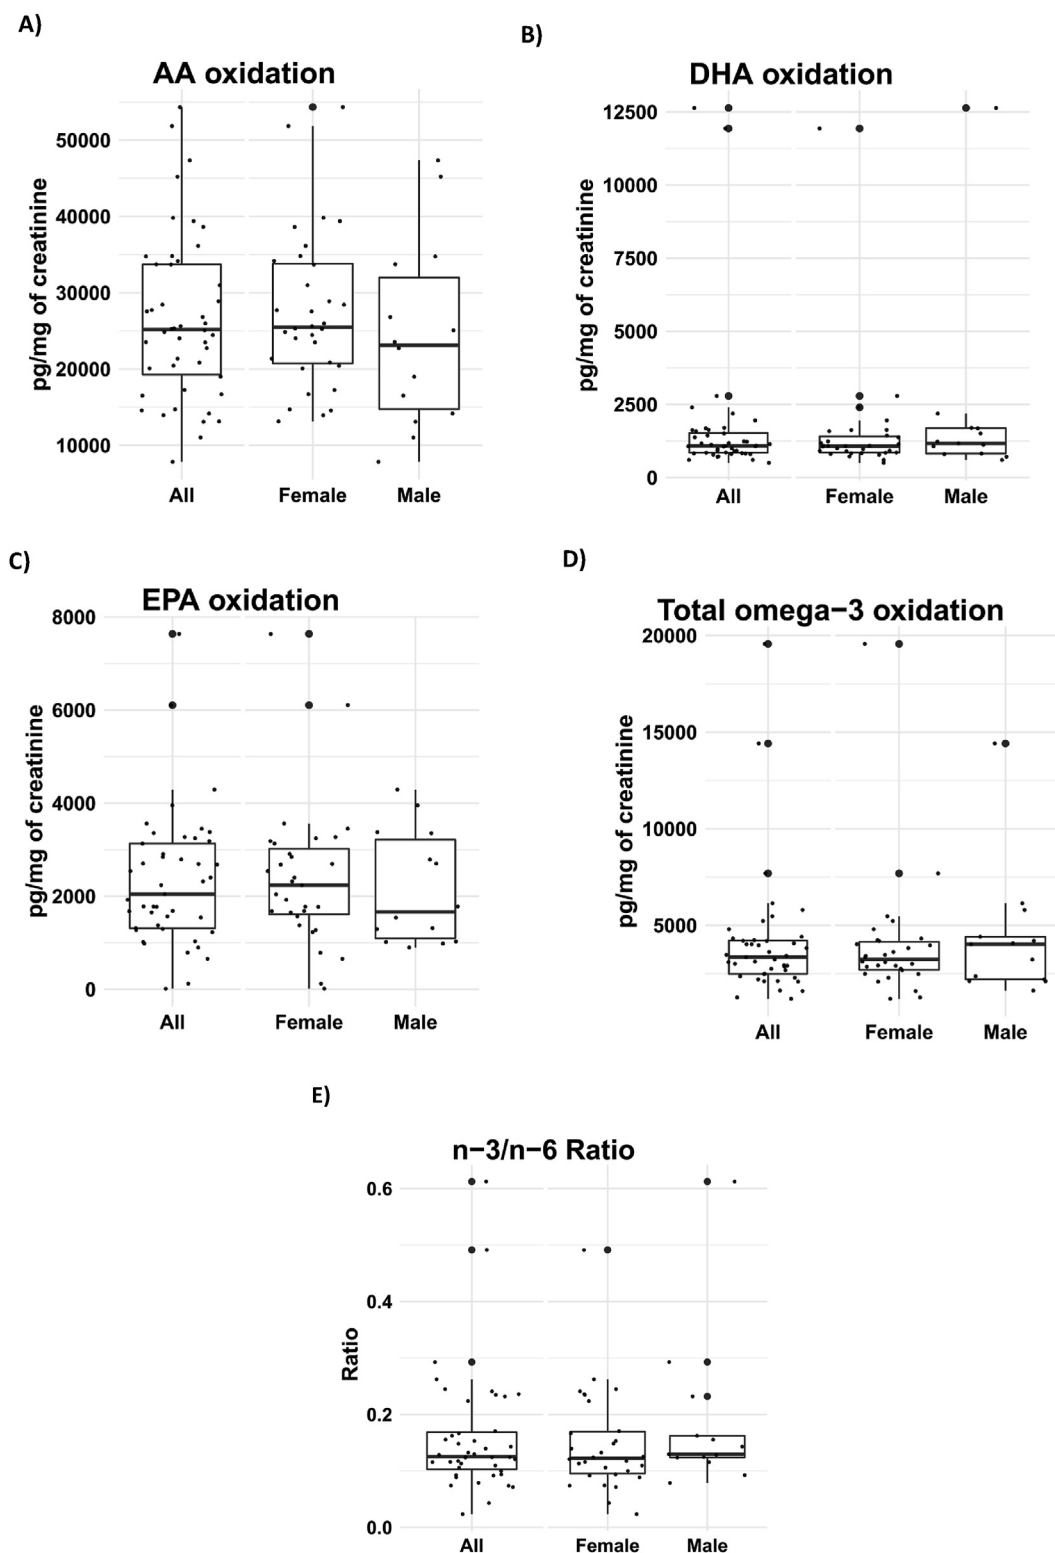 A)
AA oxidation
pg/mg of creatinine
50000
40000
30000
20000
10000
All Female Male
B)
DHA oxidation
pg/mg of creatinine
12500
10000
7500
5000
2500
0
All Female Male
C)
EPA oxidation
pg/mg of creatinine
8000
6000
4000
2000
0
All Female Male
D)
Total omega−3 oxidation
pg/mg of creatinine
20000
15000
10000
5000
All Female Male
E)
n−3/n−6 Ratio
Ratio
0.6
0.4
0.2
0.0
All Female Male